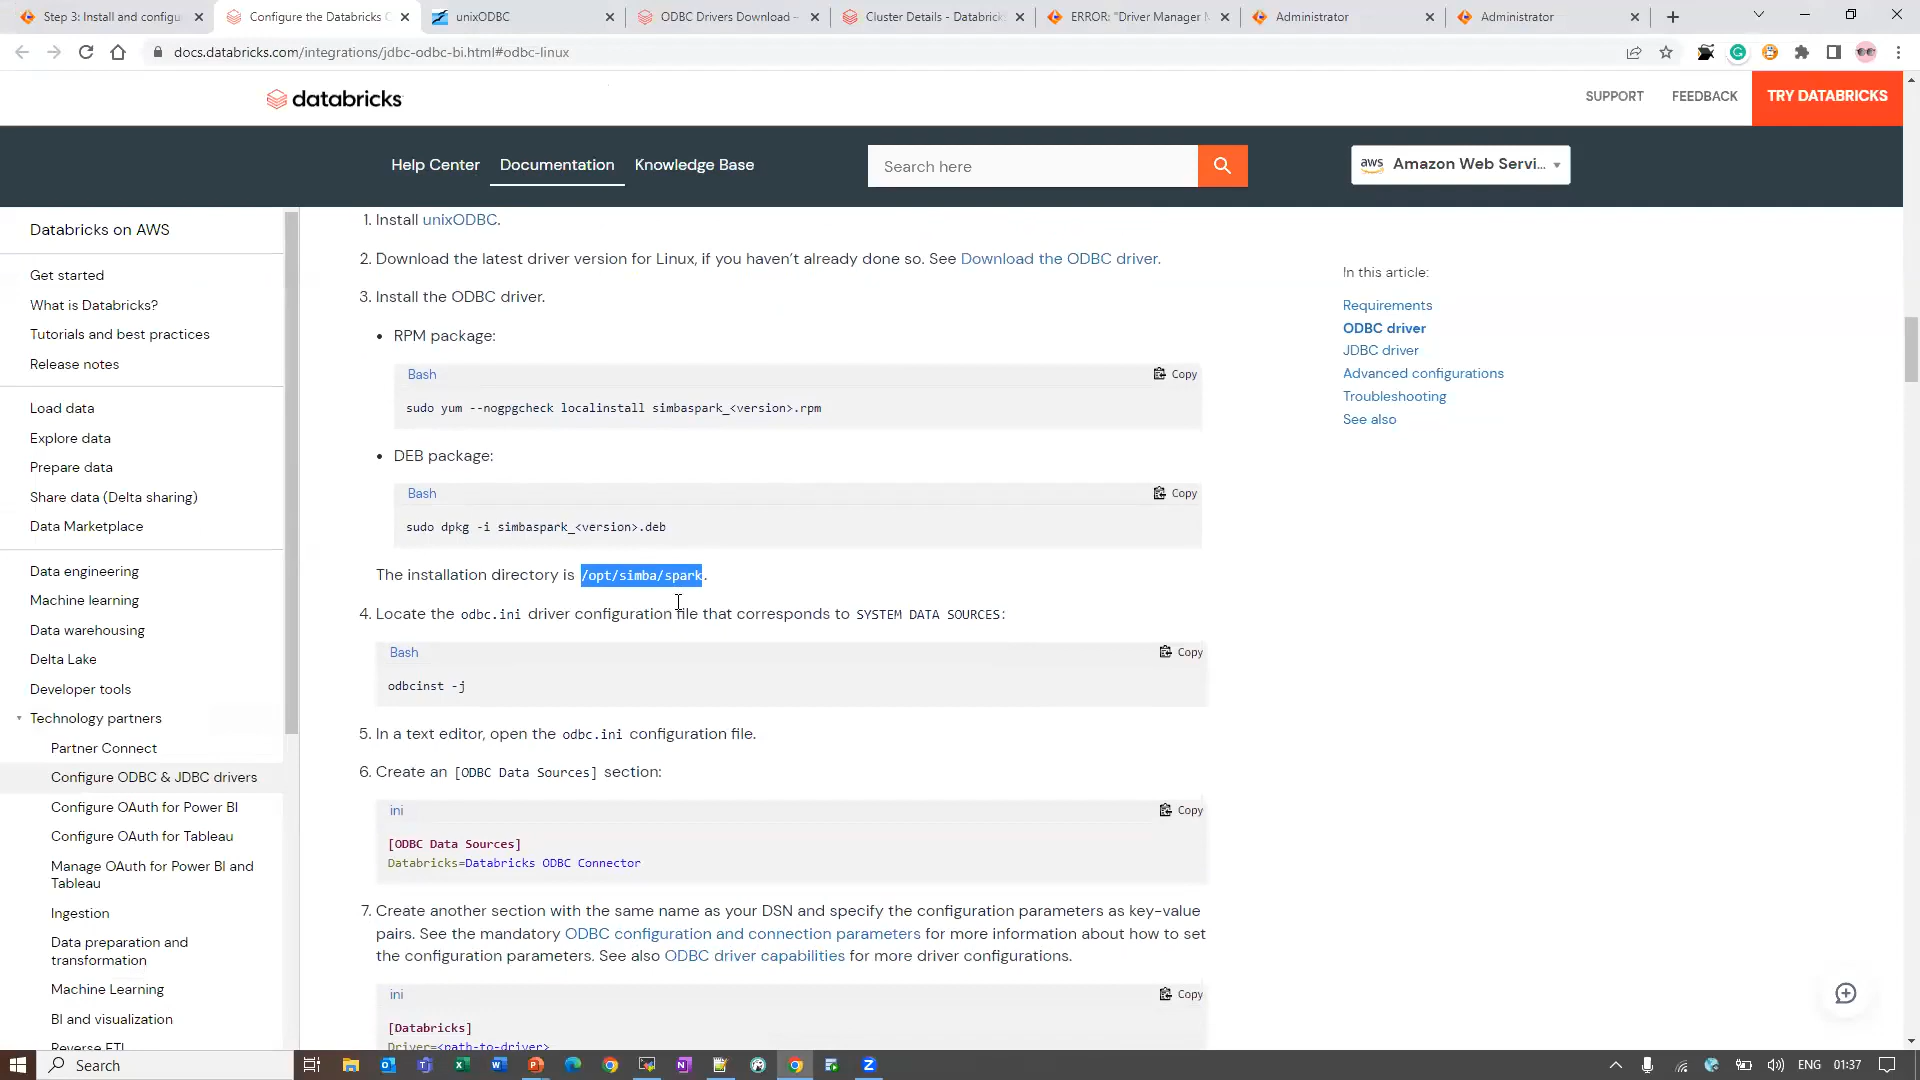 Step 3: Install and configu
Configure the Databricks C
unixODBC
ODBC Drivers Download –
Cluster Details - Databrick
ERROR: "Driver Manager M
Administrator
Administrator
docs.databricks.com/integrations/jdbc-odbc-bi.html#odbc-linux
databricks
SUPPORT
FEEDBACK
TRY DATABRICKS
Help Center
Documentation
Knowledge Base
Search here
aws Amazon Web Servi...
Databricks on AWS
Get started
What is Databricks?
Tutorials and best practices
Release notes
Load data
Explore data
Prepare data
Share data (Delta sharing)
Data Marketplace
Data engineering
Machine learning
Data warehousing
Delta Lake
Developer tools
Technology partners
Partner Connect
Configure ODBC & JDBC drivers
Configure OAuth for Power BI
Configure OAuth for Tableau
Manage OAuth for Power BI and
Tableau
Ingestion
Data preparation and
transformation
Machine Learning
BI and visualization
Reverse ETL
1. Install unixODBC.
2. Download the latest driver version for Linux, if you haven't already done so. See Download the ODBC driver.
3. Install the ODBC driver.
• RPM package:
Bash
Copy
sudo yum --nogpgcheck localinstall simbaspark_<version>.rpm
• DEB package:
Bash
Copy
sudo dpkg -i simbaspark_<version>.deb
The installation directory is /opt/simba/spark.
4. Locate the odbc.ini driver configuration file that corresponds to SYSTEM DATA SOURCES:
Bash
Copy
odbcinst -j
5. In a text editor, open the odbc.ini configuration file.
6. Create an [ODBC Data Sources] section:
ini
Copy
[ODBC Data Sources]
Databricks=Databricks ODBC Connector
7. Create another section with the same name as your DSN and specify the configuration parameters as key-value
pairs. See the mandatory ODBC configuration and connection parameters for more information about how to set
the configuration parameters. See also ODBC driver capabilities for more driver configurations.
ini
Copy
[Databricks]
Driver=<path-to-driver>
In this article:
Requirements
ODBC driver
JDBC driver
Advanced configurations
Troubleshooting
See also
Search
ENG
01:37